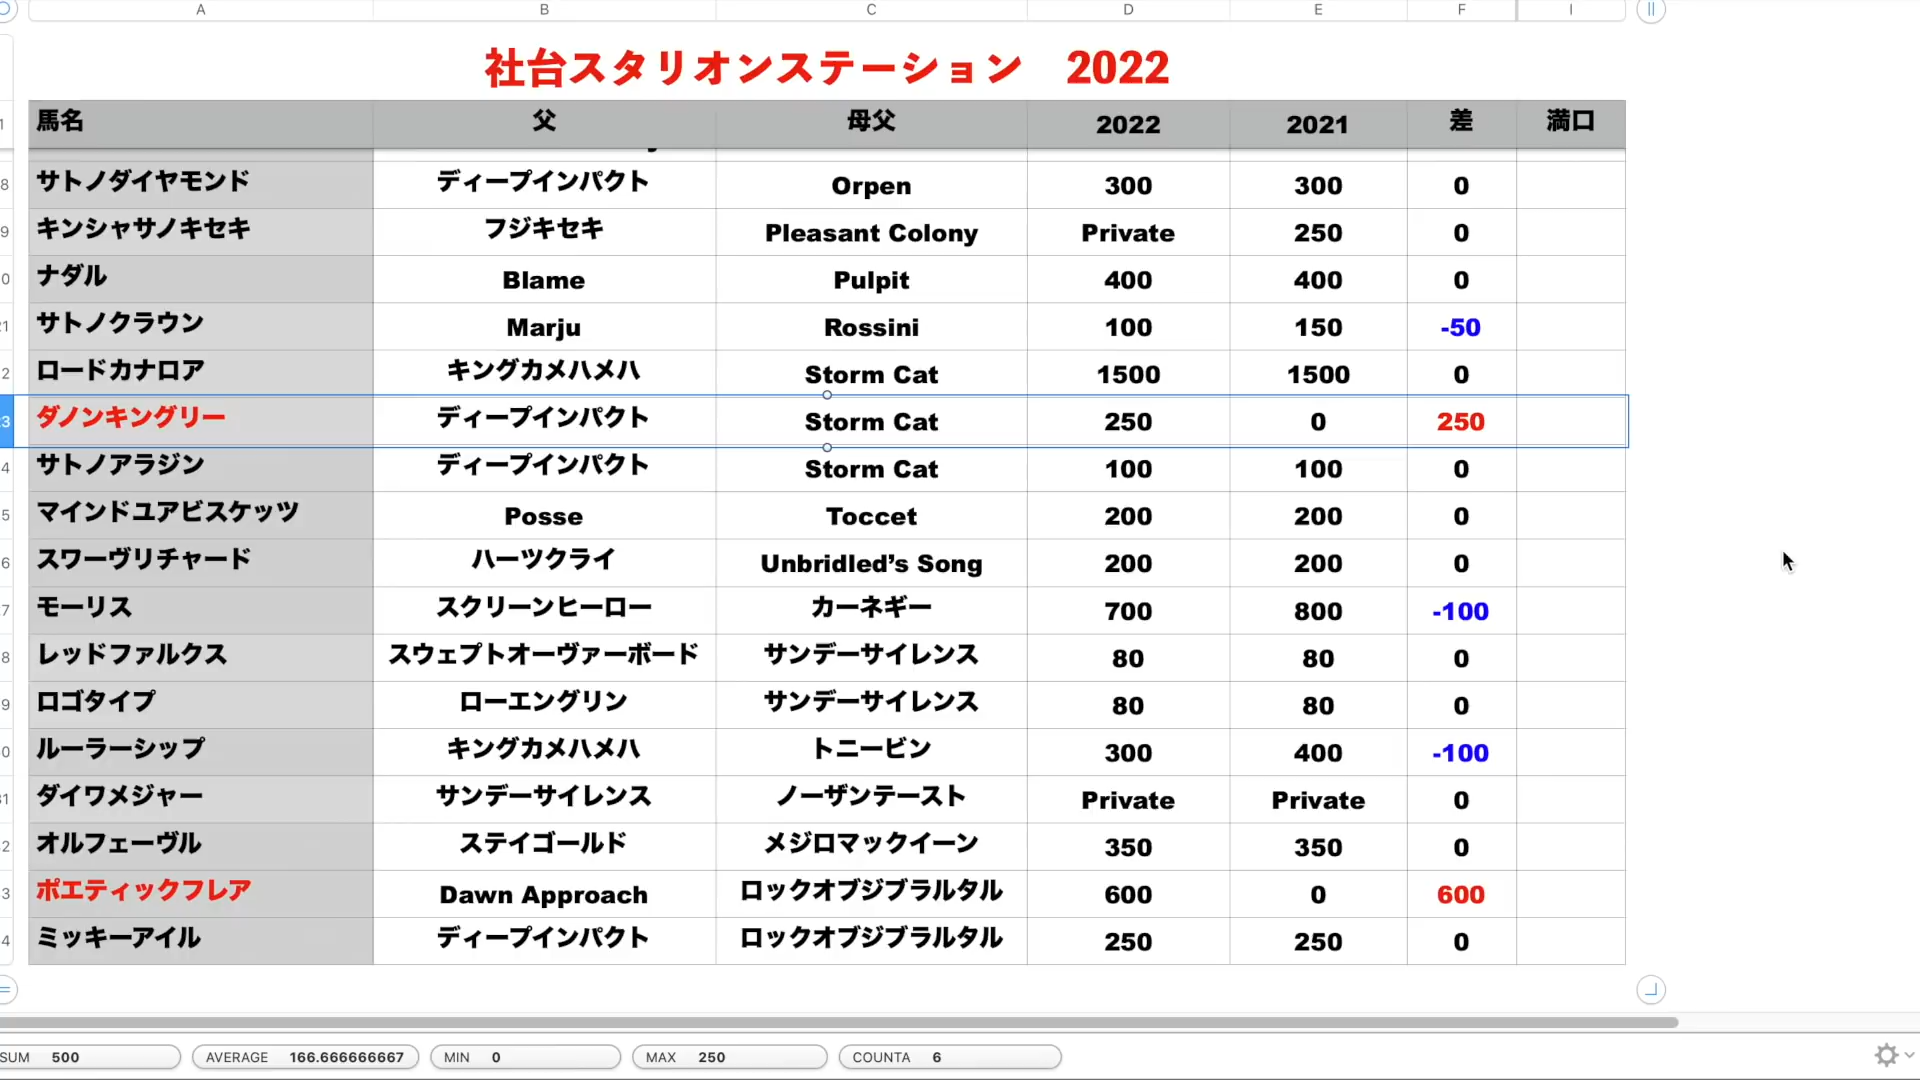 A B C D E F I
社台スタリオンステーション 2022
馬名 父 母父 2022 2021 差 満口
サトノダイヤモンド ディープインパクト Orpen 300 300 0
キンシャサノキセキ フジキセキ Pleasant Colony Private 250 0
ナダル Blame Pulpit 400 400 0
サトノクラウン Marju Rossini 100 150 -50
ロードカナロア キングカメハメハ Storm Cat 1500 1500 0
ダノンキングリー ディープインパクト Storm Cat 250 0 250
サトノアラジン ディープインパクト Storm Cat 100 100 0
マインドユアビスケッツ Posse Toccet 200 200 0
スワーヴリチャード ハーツクライ Unbridled’s Song 200 200 0
モーリス スクリーンヒーロー カーネギー 700 800 -100
レッドファルクス スウェプトオーヴァーボード サンデーサイレンス 80 80 0
ロゴタイプ ローエングリン サンデーサイレンス 80 80 0
ルーラーシップ キングカメハメハ トニービン 300 400 -100
ダイワメジャー サンデーサイレンス ノーザンテースト Private Private 0
オルフェーヴル ステイゴールド メジロマックイーン 350 350 0
ポエティックフレア Dawn Approach ロックオブジブラルタル 600 0 600
ミッキーアイル ディープインパクト ロックオブジブラルタル 250 250 0
SUM 500 AVERAGE 166.666666667 MIN 0 MAX 250 COUNTA 6